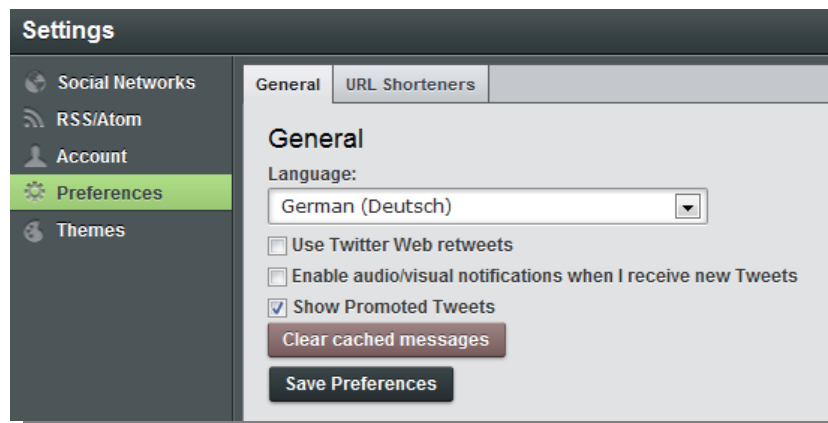 Settings
Social Networks
RSS/Atom
Account
Preferences
Themes
General
URL Shorteners
General
Language:
German (Deutsch)
Use Twitter Web retweets
Enable audio/visual notifications when I receive new Tweets
Show Promoted Tweets
Clear cached messages
Save Preferences